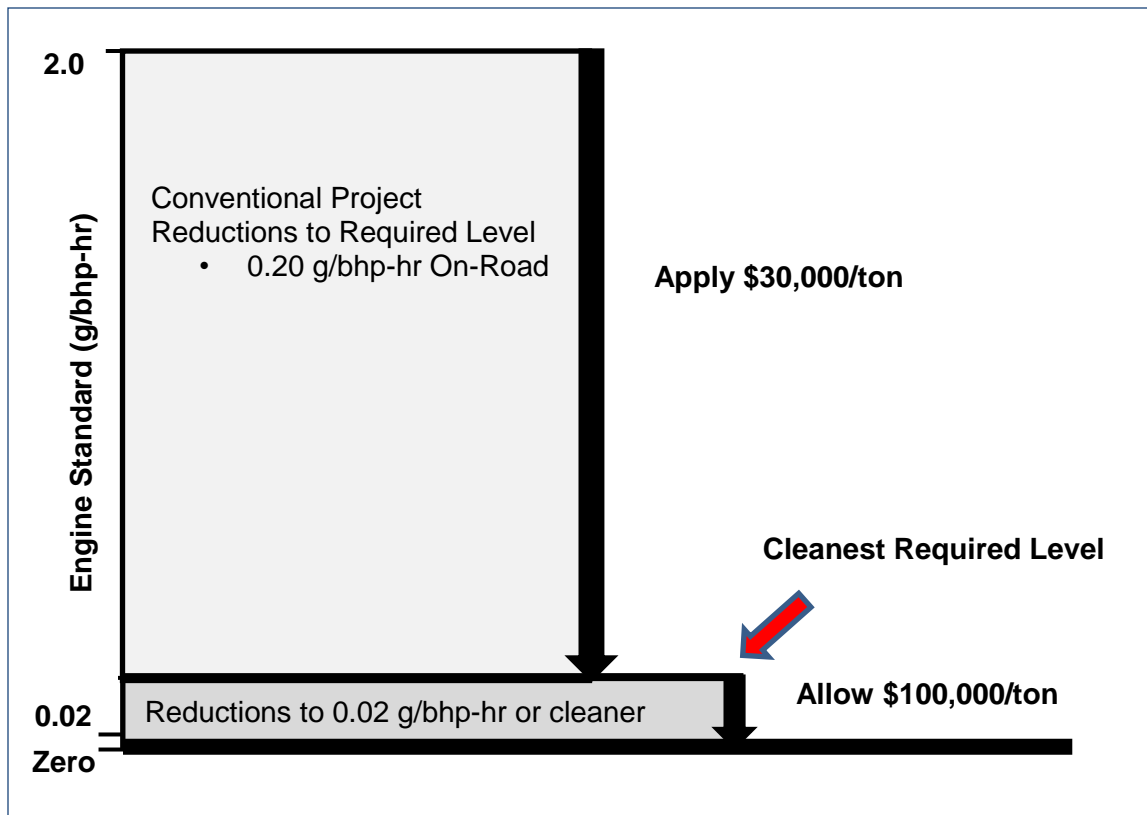 2.0
Engine Standard (g/bhp-hr)
Conventional Project
Reductions to Required Level
• 0.20 g/bhp-hr On-Road
Apply $30,000/ton
Cleanest Required Level
Allow $100,000/ton
Reductions to 0.02 g/bhp-hr or cleaner
0.02
Zero